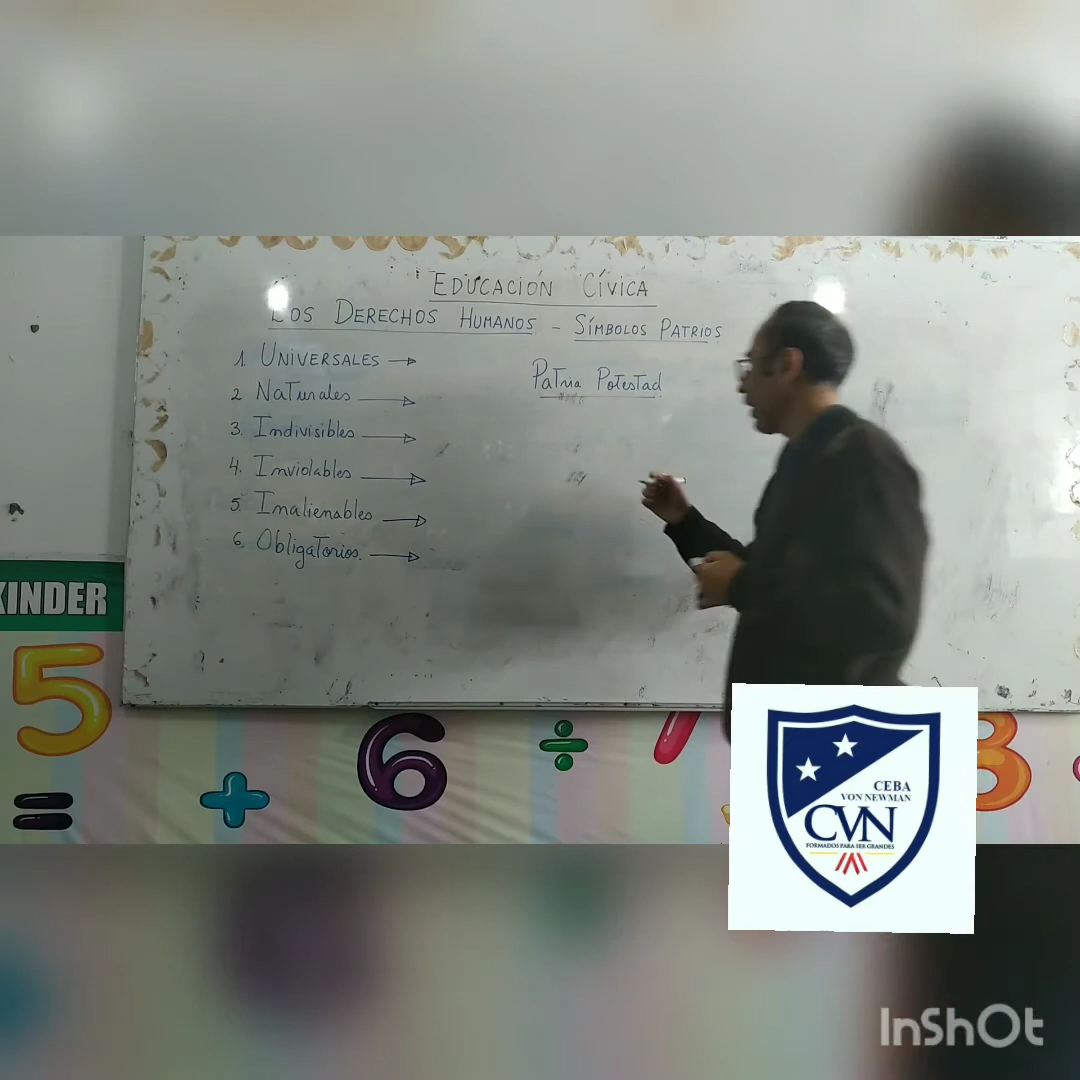 EDUCACIÓN CÍVICA
LOS DERECHOS HUMANOS - SÍMBOLOS PATRIOS
1. UNIVERSALES →
Patria Potestad
2 Naturales →
3. Indivisibles →
4. Inviolables →
5. Inalienables →
6. Obligatorios. →
KINDER
5
=
+
6
÷
7
8
CEBA
VON NEWMAN
CVN
FORMADOS PARA SER GRANDES
InShOt